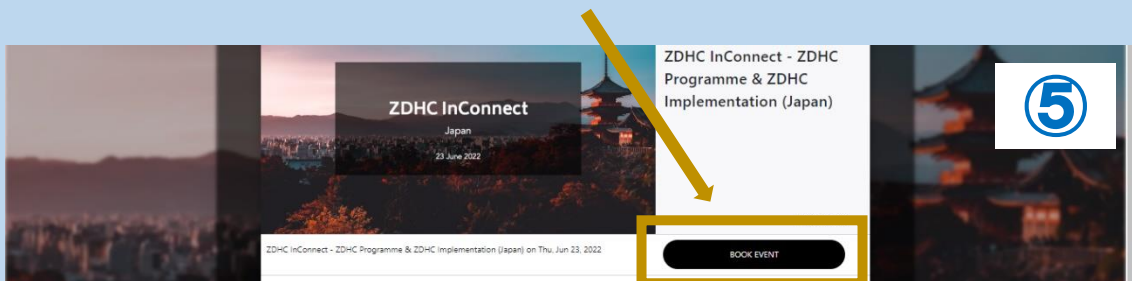 ZDHC InConnect
Japan
23 June 2022
ZDHC InConnect - ZDHC
Programme & ZDHC
Implementation (Japan)
⑤
ZDHC InConnect - ZDHC Programme & ZDHC Implementation (Japan) on Thu, Jun 23, 2022
BOOK EVENT